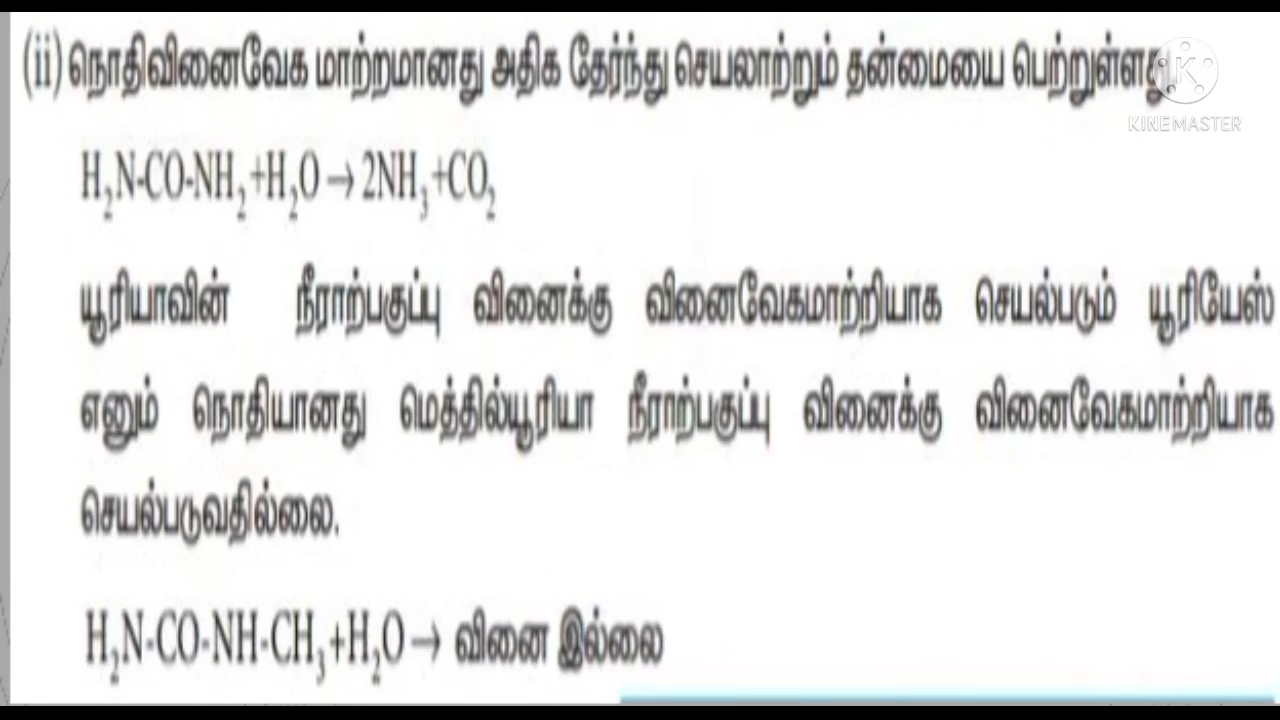 (ii) நொதிவினைவேக மாற்றமானது அதிக தேர்ந்து செயலாற்றும் தன்மையை பெற்றுள்ளது.
KINEMASTER
H₂N-CO-NH₂+H₂O → 2NH₃+CO₂
யூரியாவின் நீராற்பகுப்பு வினைக்கு வினைவேகமாற்றியாக செயல்படும் யூரியேஸ்
எனும் நொதியானது மெத்தில்யூரியா நீராற்பகுப்பு வினைக்கு வினைவேகமாற்றியாக
செயல்படுவதில்லை.
H₂N-CO-NH-CH₃+H₂O → வினை இல்லை